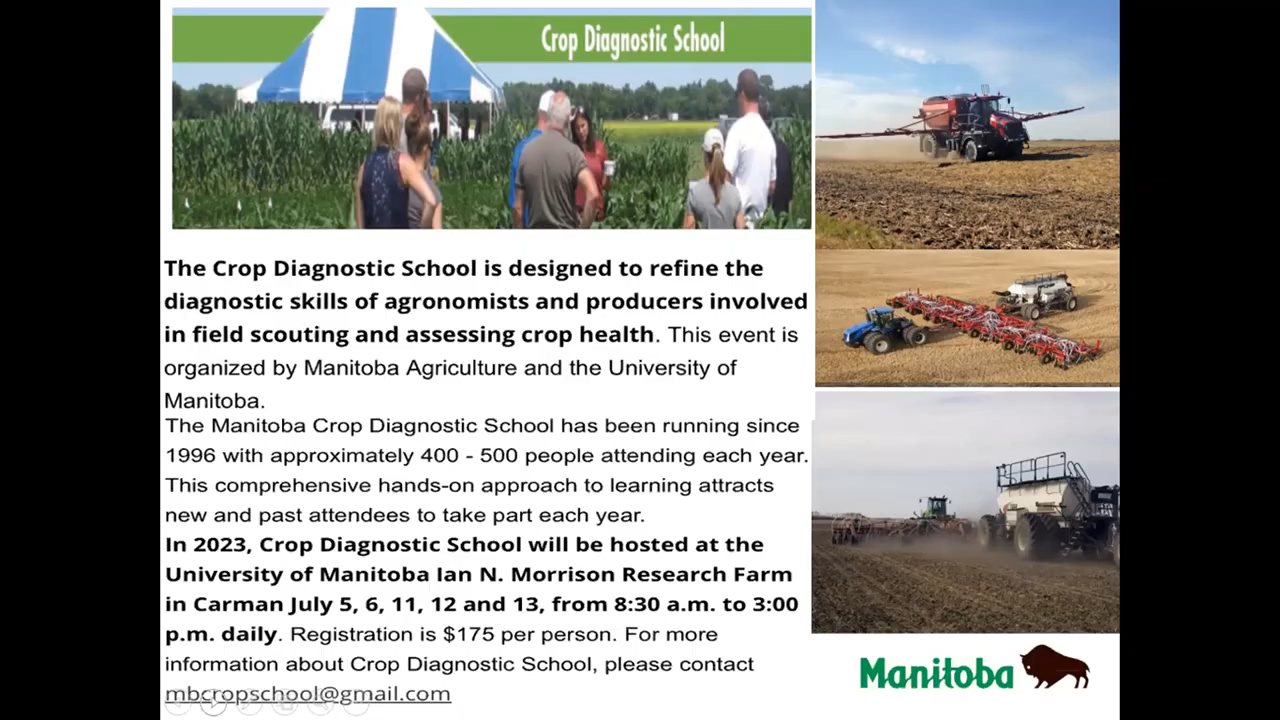 Crop Diagnostic School
The Crop Diagnostic School is designed to refine the
diagnostic skills of agronomists and producers involved
in field scouting and assessing crop health. This event is
organized by Manitoba Agriculture and the University of
Manitoba.
The Manitoba Crop Diagnostic School has been running since
1996 with approximately 400 - 500 people attending each year.
This comprehensive hands-on approach to learning attracts
new and past attendees to take part each year.
In 2023, Crop Diagnostic School will be hosted at the
University of Manitoba Ian N. Morrison Research Farm
in Carman July 5, 6, 11, 12 and 13, from 8:30 a.m. to 3:00
p.m. daily. Registration is $175 per person. For more
information about Crop Diagnostic School, please contact
mbcropschool@gmail.com
Manitoba